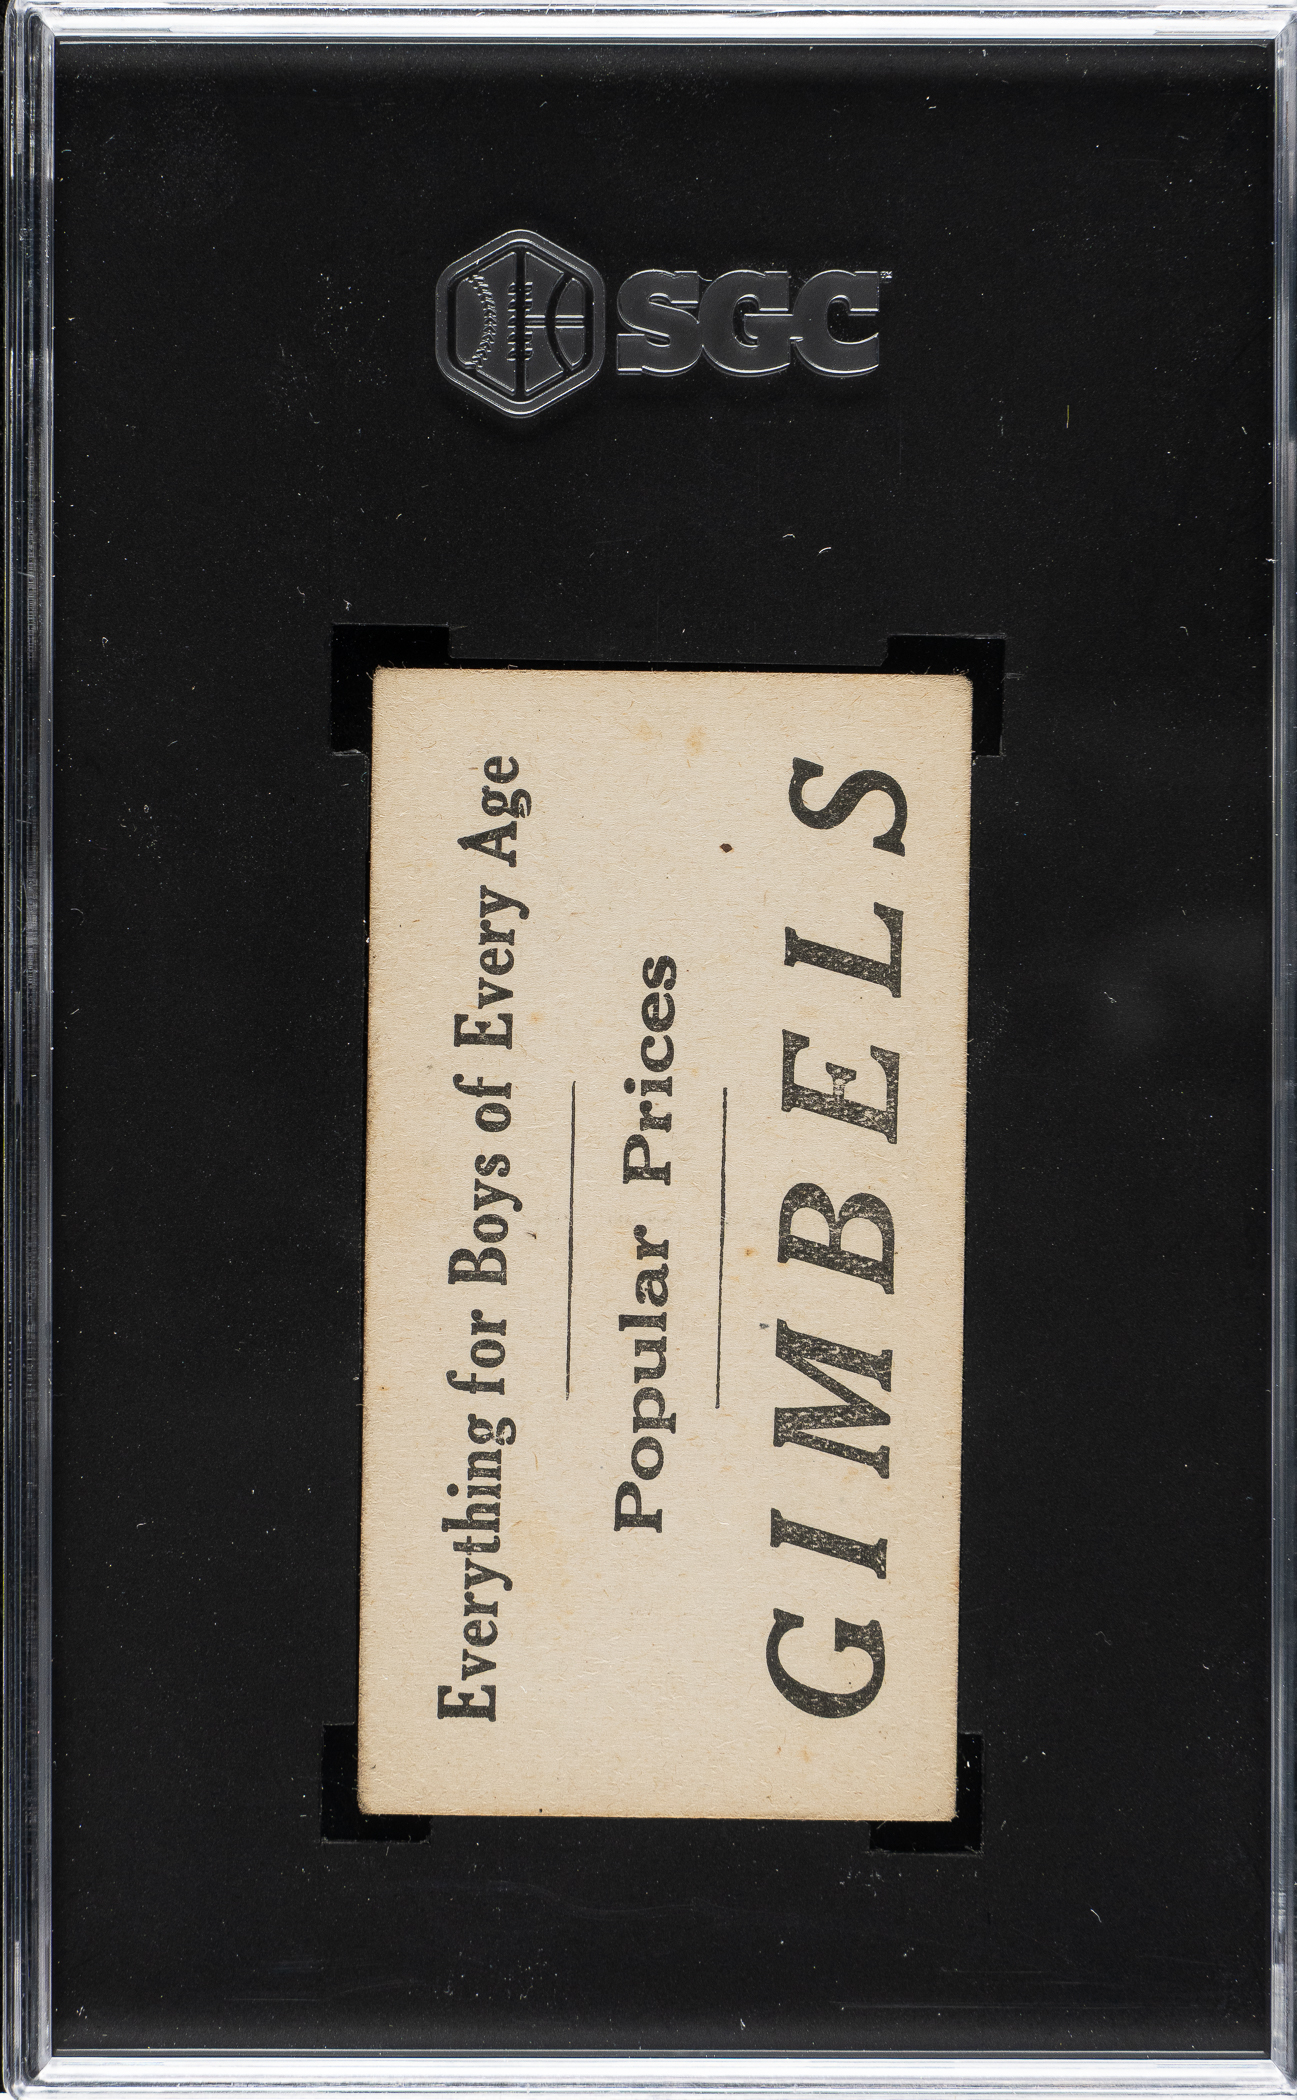 SGC
Everything for Boys of Every Age
Popular Prices
GIMBELS